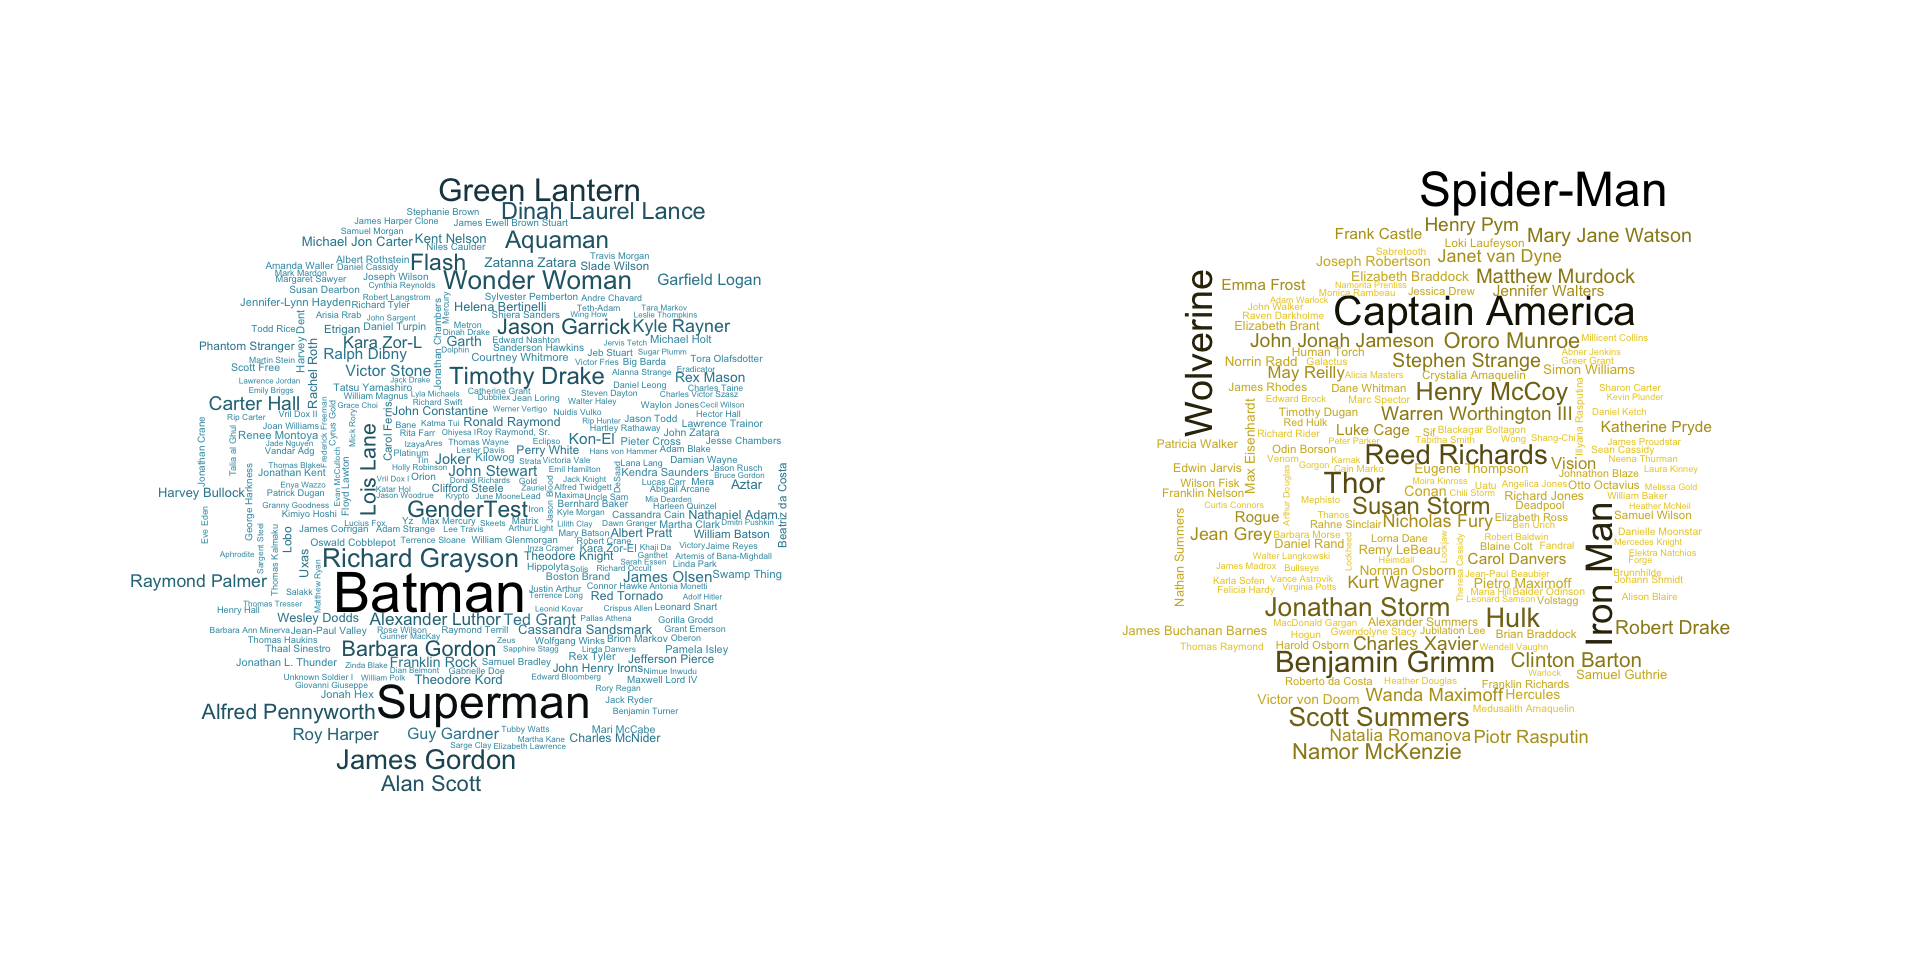 Green Lantern
Stephanie Brown
Dinah Laurel Lance
James Harper Clone
James Ewell Brown Stuart
Samuel Morgan
Michael Jon Carter
Kent Nelson
Aquaman
Niles Caulder
Travis Morgan
Albert Rothstein
Flash
Zatanna Zatara
Slade Wilson
Amanda Waller
Daniel Cassidy
Mark Mardon
Margaret Sawyer
Joseph Wilson
Wonder Woman
Garfield Logan
Cynthia Reynolds
Susan Dearbon
Robert Langstrom
Sylvester Pemberton
Andre Chavard
Jennifer-Lynn Hayden
Richard Tyler
Mercury
Helena Bertinelli
Teth-Adam
Tara Markov
Arisia Rrab
John Sargent
Shiera Sanders
Wing How
Leslie Thompkins
Todd Rice
Etrigan
Daniel Turpin
Metron
Jason Garrick
Kyle Rayner
Dinah Drake
Harvey Dent
Jonathan Chambers
Phantom Stranger
Kara Zor-L
Garth
Edward Nashton
Jervis Tetch
Michael Holt
Ralph Dibny
Dolphin
Sanderson Hawkins
Jeb Stuart
Sugar Plumm
Martin Stein
Courtney Whitmore
Victor Fries
Big Barda
Tora Olafsdotter
Scott Free
Rachel Roth
Victor Stone
Timothy Drake
Alanna Strange
Eradicator
Rex Mason
Lawrence Jordan
Jack Drake
Daniel Leong
Charles Taine
Emily Briggs
Tatsu Yamashiro
Lyla Michaels
Catherine Gray
Steven Dayton
Charles Victor Szasz
William Magnus
Dubbilex
Jean Loring
Carter Hall
Vril Dox II
Grace Choi
Richard Swift
Walter Haley
Waylon Jones
Cecil Wilson
Rip Carter
John Constantine
Werner Vertigo
Nuidis Vulko
Hector Hall
Joan Williams
Bane
Katma Tui
Ronald Raymond
Rip Hunter
Jason Todd
Lawrence Trainor
Renee Montoya
Cyrus Gold
Mick Rory
Carol Ferris
Rita Farr
Ohiyesa
Roy Raymond, Sr.
Hartley Rathaway
John Zatara
Jade Nguyen
Izaya
Ares
Thomas Wayne
Eclipso
Kon-El
Pieter Cross
Jesse Chambers
Vandar Adg
Lester Davis
Perry White
Hans von Hammer
Adam Blake
Jonathan Crane
Talia al Ghul
Thomas Blake
Lois Lane
Platinum
Tin
Kilowog
Strata
Victoria Vale
Damian Wayne
Jonathan Kent
Joker
Zauriel
Alfred Twidgett
Lana Lang
Jason Rusch
Enya Wazzo
Evan McCulloch
Floyd Lawton
Holly Robinson
John Stewart
Emil Hamilton
Kendra Saunders
Bruce Gordon
Harvey Bullock
Patrick Dugan
Vril Dox I
Orion
Donald Richards
Gold
Jack Knight
DeSaad
Lucas Carr
Mera
Aztar
Katar Hol
Clifford Steele
Bernhard Baker
Abigail Arcane
George Harkness
Granny Goodness
Jason Woodrue
Krypto
June Moone
Lead
Maxima
Uncle Sam
Mia Dearden
Kimiyo Hoshi
GenderTest
Iron
Jason Blood
Kyle Morgan
Harleen Quinzel
Beatriz da Costa
Eve Eden
Lucius Fox
Yz
Max Mercury
Skeets
Matrix
Lilith Clay
Cassandra Cain
Nathaniel Adam
Sargent Steel
Lobo
James Corrigan
Adam Strange
Lee Travis
Arthur Light
Dawn Granger
Martha Clark
Dmitri Pushkin
Oswald Cobblepot
Terrence Sloane
William Glenmorgan
Mary Batson
Albert Pratt
William Batson
Robert Crane
Aphrodite
Thomas Kalmaku
Uxas
Richard Grayson
Inza Cramer
Kara Zor-El
Khaji Da
Victory
Jaime Reyes
Theodore Knight
Ganthet
Artemis of Bana-Mighdall
Hippolyta
Solis
Sarah Essen
Linda Park
Raymond Palmer
Matthew Ryan
Batman
Boston Brand
Richard Occult
James Olsen
Swamp Thing
Salakk
Justin Arthur
Connor Hawke
Antonia Monetti
Thomas Tresser
Terrence Long
Red Tornado
Adolf Hitler
Henry Hall
Leonid Kovar
Crispus Allen
Leonard Snart
Wesley Dodds
Alexander Luthor
Ted Grant
Pallas Athena
Gorilla Grodd
Barbara Ann Minerva
Jean-Paul Valley
Rose Wilson
Raymond Terrill
Cassandra Sandsmark
Grant Emerson
Thomas Haukins
Gunner MacKay
Zeus
Wolfgang Winks
Brion Markov
Oberon
Thaal Sinestro
Barbara Gordon
Sapphire Stagg
Linda Danvers
Pamela Isley
Jonathan L. Thunder
Zinda Blake
Franklin Rock
Samuel Bradley
Rex Tyler
Jefferson Pierce
Dian Belmont
Gabrielle Doe
John Henry Irons
Nimue Inwudu
Unknown Soldier I
William Polk
Theodore Kord
Edward Bloomberg
Maxwell Lord IV
Giovanni Giuseppe
Rory Regan
Jonah Hex
Superman
Jack Ryder
Alfred Pennyworth
Benjamin Turner
Roy Harper
Guy Gardner
Tubby Watts
Mari McCabe
Martha Kane
Charles McNider
Sarge Clay
Elizabeth Lawrence
James Gordon
Alan Scott
Spider-Man
Henry Pym
Frank Castle
Mary Jane Watson
Loki Laufeyson
Sabretooth
Joseph Robertson
Janet van Dyne
Wolverine
Emma Frost
Elizabeth Braddock
Matthew Murdock
Namorita Prentiss
Monica Rambeau
Jessica Drew
Jennifer Walters
Adam Warlock
John Walker
Captain America
Raven Darkholme
Elizabeth Brant
John Jonah Jameson
Ororo Munroe
Millicent Collins
Human Torch
Abner Jenkins
Norrin Radd
Galactus
Stephen Strange
Greer Grant
May Reilly
Alicia Masters
Crystalia Amaquelin
Simon Williams
James Rhodes
Dane Whitman
Henry McCoy
Illyana Rasputina
Sharon Carter
Edward Brock
Marc Spector
Kevin Plunder
Max Eisenhardt
Timothy Dugan
Warren Worthington III
Daniel Ketch
Red Hulk
Richard Rider
Luke Cage
Sif
Blackagar Boltagon
Katherine Pryde
Patricia Walker
Peter Parker
Tabitha Smith
Wong
Shang-Chi
James Proudstar
Odin Borson
Sean Cassidy
Venom
Karnak
Reed Richards
Vision
Neena Thurman
Edwin Jarvis
Gorgon
Cain Marko
Eugene Thompson
Johnathon Blaze
Laura Kinney
Wilson Fisk
Arthur Douglas
Thor
Moira Kinross
Angelica Jones
Otto Octavius
Melissa Gold
Franklin Nelson
Mephisto
Conan
Chili Storm
Richard Jones
William Baker
Curtis Connors
Susan Storm
Deadpool
Heather McNeil
Rogue
Thanos
Nicholas Fury
Uatu
Elizabeth Ross
Samuel Wilson
Rahne Sinclair
Ben Urich
Jean Grey
Barbara Morse
Lorna Dane
Robert Baldwin
Danielle Moonstar
Nathan Summers
Daniel Rand
Lockheed
Remy LeBeau
Lockjaw
Blaine Colt
Fandral
Iron Man
Mercedes Knight
Walter Langkowski
Heimdall
Theresa Cassidy
Carol Danvers
Elektra Natchios
James Madrox
Bullseye
Norman Osborn
Jean-Paul Beaubier
Forge
Karla Sofen
Vance Astrovik
Kurt Wagner
Pietro Maximoff
Brunnhilde
Felicia Hardy
Virginia Potts
Maria Hill
Balder Odinson
Johann Shmidt
Jonathan Storm
Leonard Samson
Volstagg
Alison Blaire
MacDonald Gargan
Alexander Summers
Hulk
James Buchanan Barnes
Hogun
Gwendolyne Stacy
Jubilation Lee
Brian Braddock
Robert Drake
Thomas Raymond
Harold Osborn
Charles Xavier
Wendell Vaughn
Benjamin Grimm
Clinton Barton
Roberto da Costa
Heather Douglas
Warlock
Samuel Guthrie
Franklin Richards
Victor von Doom
Wanda Maximoff
Hercules
Scott Summers
Medusalith Amaquelin
Natalia Romanova
Piotr Rasputin
Namor McKenzie